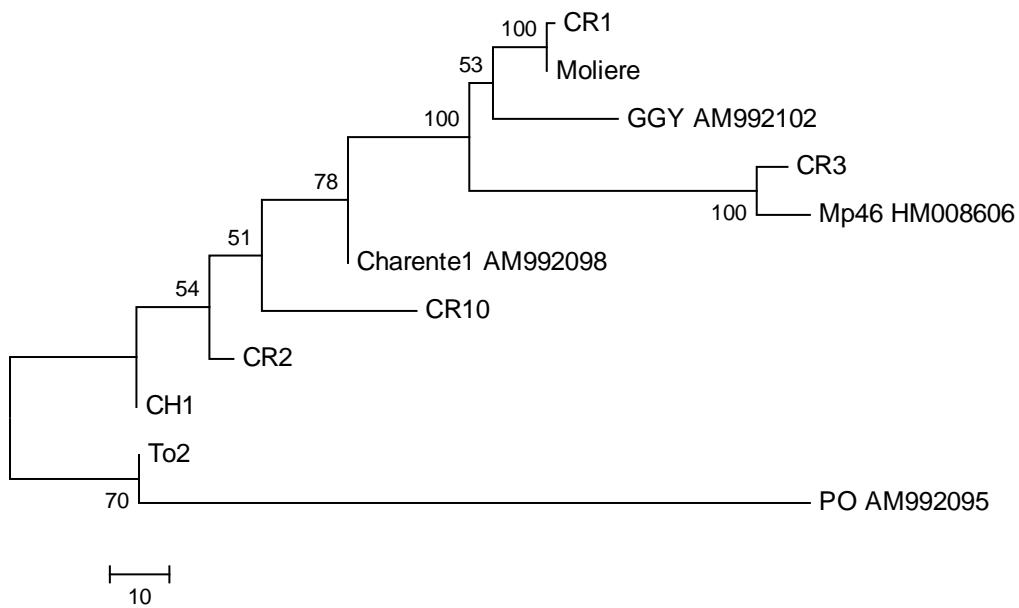 100 CR1
53 Moliere
100 GGY AM992102
CR3
78
100 Mp46 HM008606
51
Charente1 AM992098
54 CR10
CR2
CH1
To2
70 PO AM992095
10